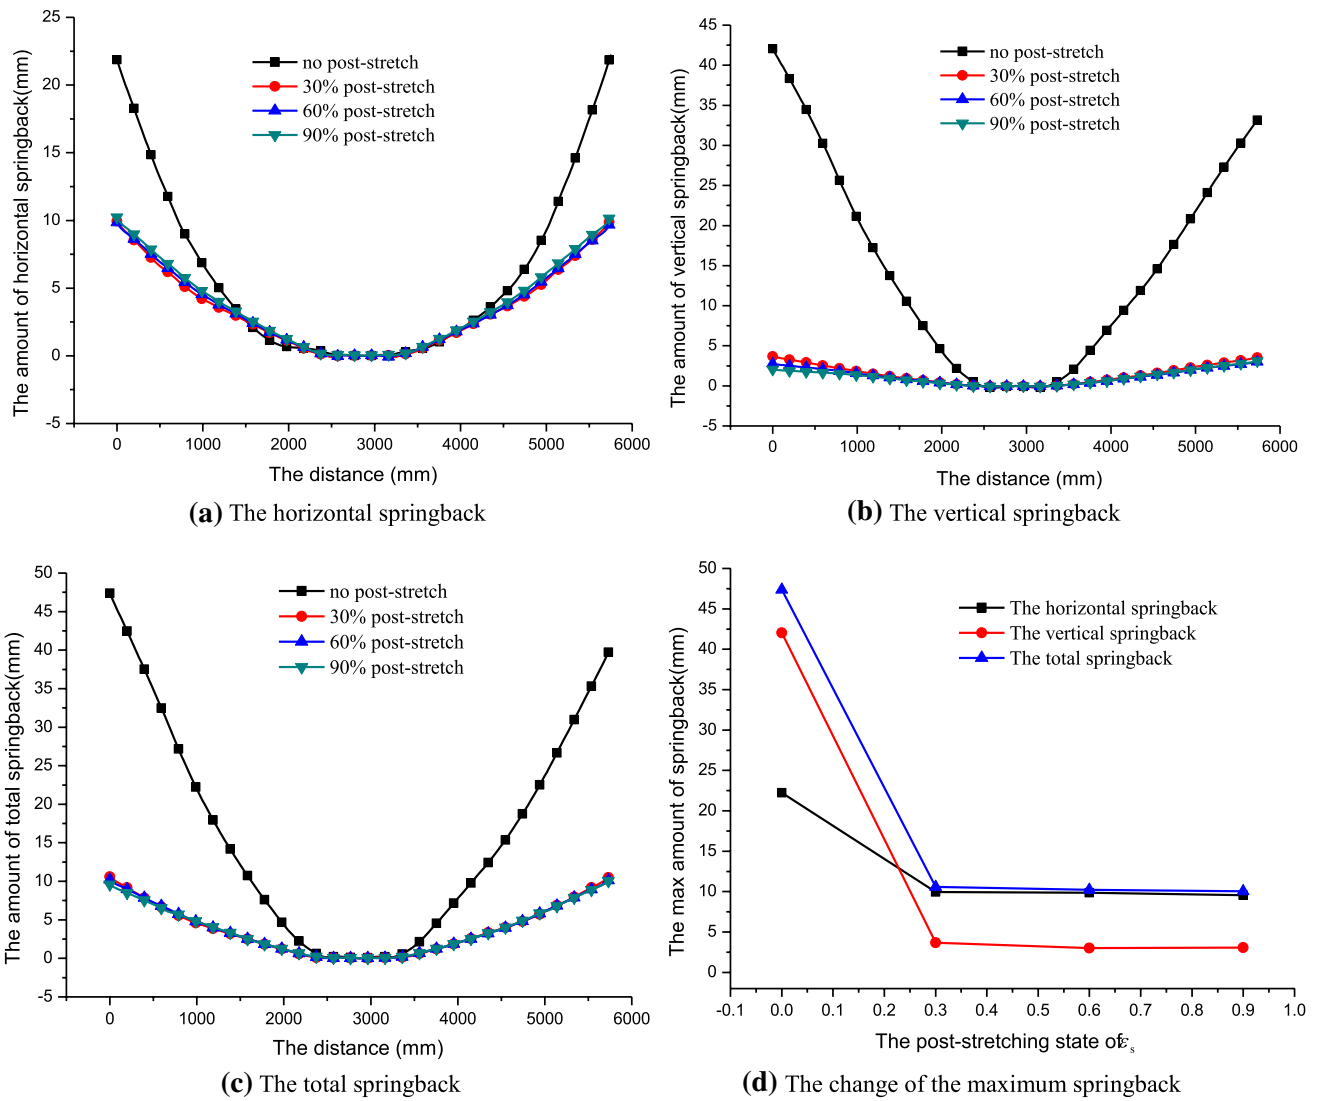 25
20
15
10
5
0
-5
The amount of horizontal springback(mm)
no post-stretch
30% post-stretch
60% post-stretch
90% post-stretch
0 1000 2000 3000 4000 5000 6000
The distance (mm)
(a) The horizontal springback
45
40
35
30
25
20
15
10
5
0
-5
The amount of vertical springback(mm)
no post-stretch
30% post-stretch
60% post-stretch
90% post-stretch
0 1000 2000 3000 4000 5000 6000
The distance (mm)
(b) The vertical springback
50
45
40
35
30
25
20
15
10
5
0
-5
The amount of total springback(mm)
no post-stretch
30% post-stretch
60% post-stretch
90% post-stretch
0 1000 2000 3000 4000 5000 6000
The distance (mm)
(c) The total springback
50
45
40
35
30
25
20
15
10
5
0
The max amount of springback(mm)
The horizontal springback
The vertical springback
The total springback
-0.1 0.0 0.1 0.2 0.3 0.4 0.5 0.6 0.7 0.8 0.9 1.0
The post-stretching state of εs
(d) The change of the maximum springback